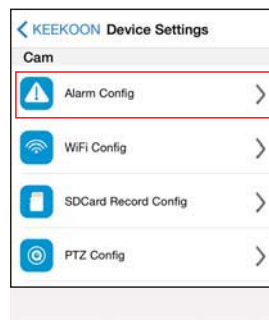 KEEKOON Device Settings
Cam
Alarm Config
WiFi Config
SDCard Record Config
PTZ Config